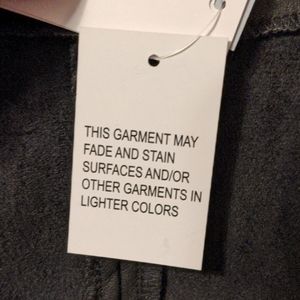 THIS GARMENT MAY
FADE AND STAIN
SURFACES AND/OR
OTHER GARMENTS IN
LIGHTER COLORS